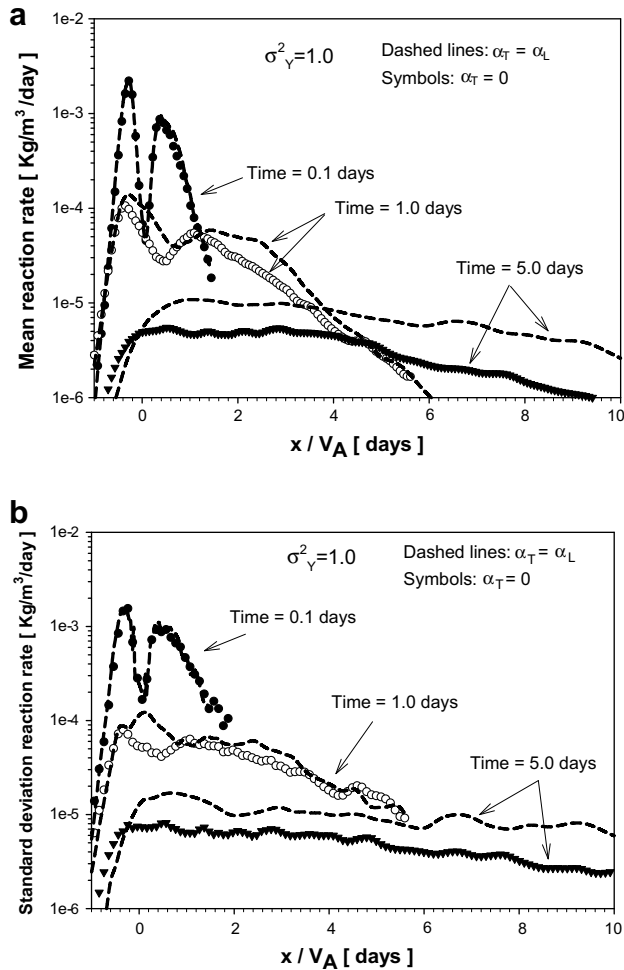 a
1e-2
σ²Y=1.0
Dashed lines: αT = αL
Symbols: αT = 0
1e-3
Time = 0.1 days
1e-4
Time = 1.0 days
Time = 5.0 days
1e-5
1e-6
0 2 4 6 8 10
Mean reaction rate [ Kg/m³/day ]
x / VA [ days ]
b
1e-2
σ²Y=1.0
Dashed lines: αT = αL
Symbols: αT = 0
1e-3
Time = 0.1 days
1e-4
Time = 1.0 days
Time = 5.0 days
1e-5
1e-6
0 2 4 6 8 10
Standard deviation reaction rate [ Kg/m³/day ]
x / VA [ days ]